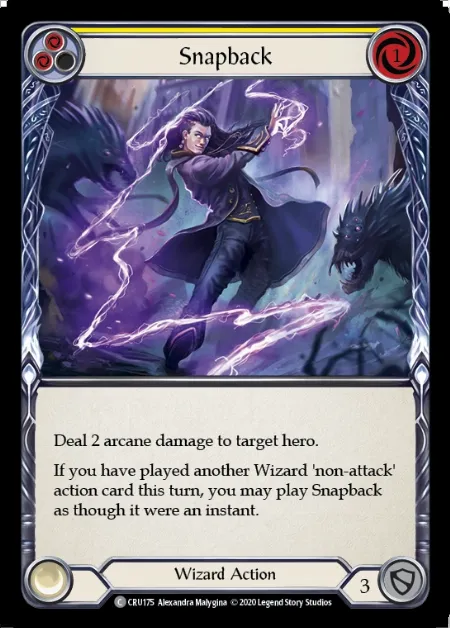 Snapback
1
Deal 2 arcane damage to target hero.
If you have played another Wizard 'non-attack'
action card this turn, you may play Snapback
as though it were an instant.
Wizard Action
3
C CRU175 Alexandra Malygina © 2020 Legend Story Studios